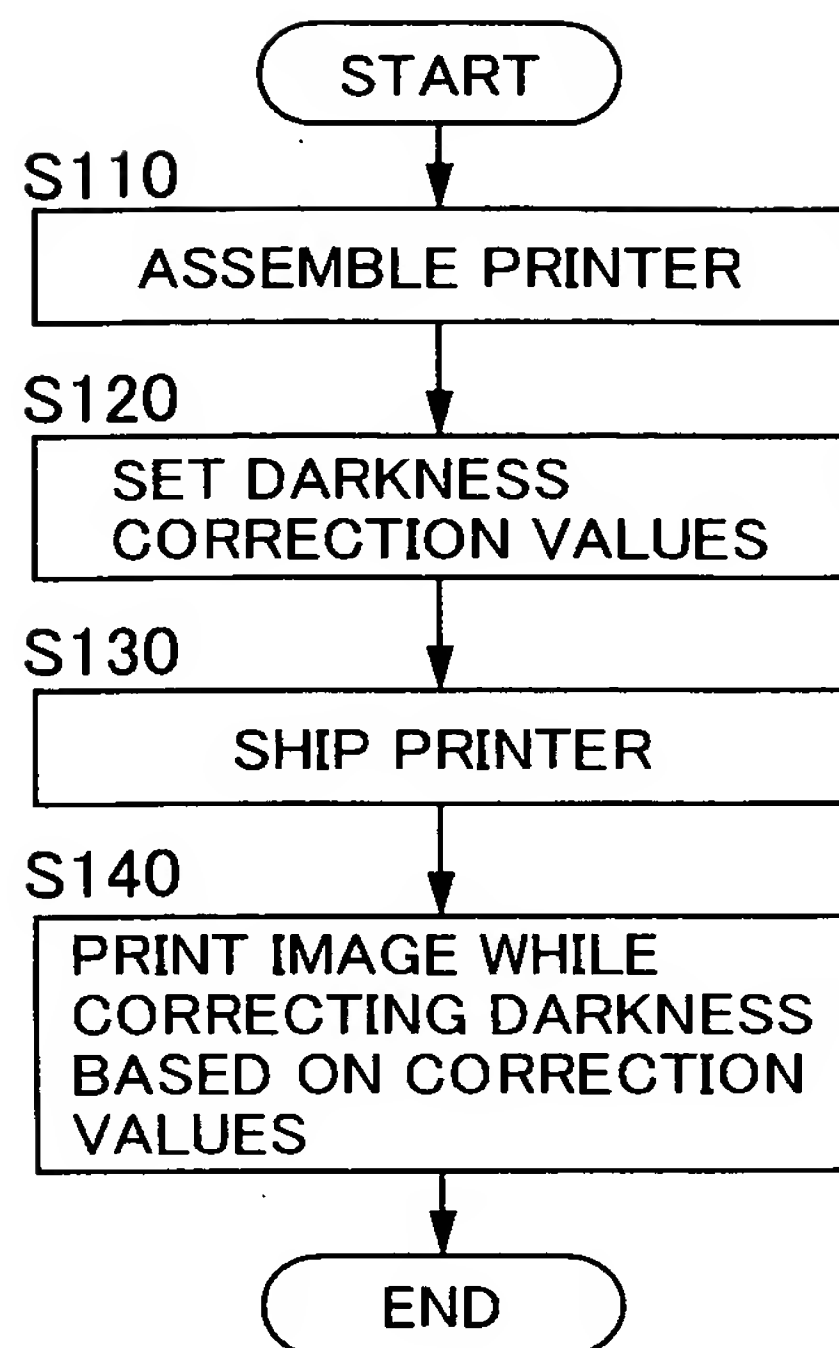 START
S110
ASSEMBLE PRINTER
S120
SET DARKNESS
CORRECTION VALUES
S130
SHIP PRINTER
S140
PRINT IMAGE WHILE
CORRECTING DARKNESS
BASED ON CORRECTION
VALUES
END